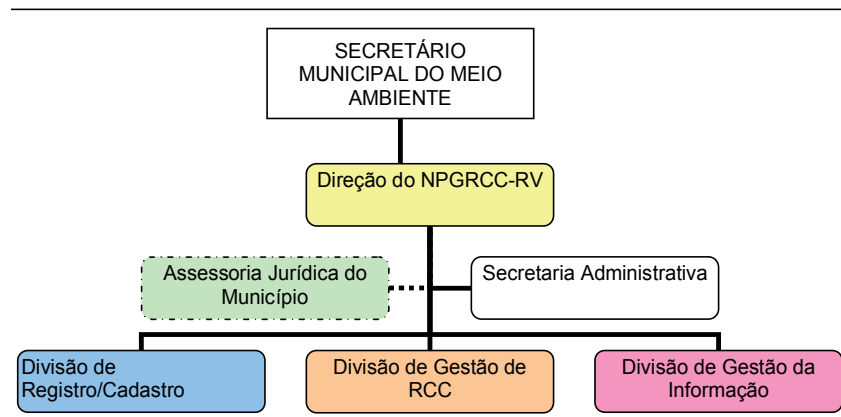 SECRETÁRIO
MUNICIPAL DO MEIO
AMBIENTE
Direção do NPGRCC-RV
Assessoria Jurídica do
Município
Secretaria Administrativa
Divisão de
Registro/Cadastro
Divisão de Gestão de
RCC
Divisão de Gestão da
Informação